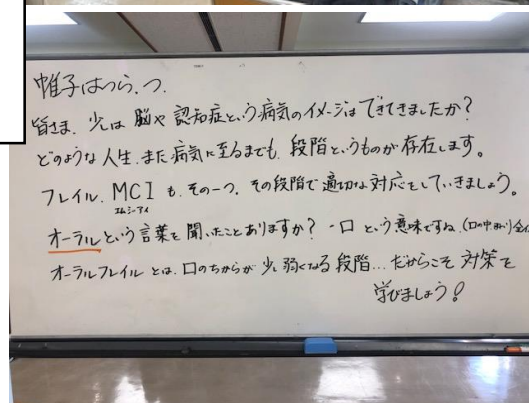 帷子はつらつ。
皆さま、少しは脳や認知症という病気のイメージはできてきましたか？
どのような人生、また病気に至るまでも、段階というものが存在します。
フレイル、MCIも、その一つ。その段階で適切な対応をしていきましょう。
エムシーアイ
オーラルという言葉を聞いたことありますか？・口という意味ですね。(口の中
オーラルフレイルとは、口のちからが少し弱くなる段階…だからこそ対策を
学びましょう！